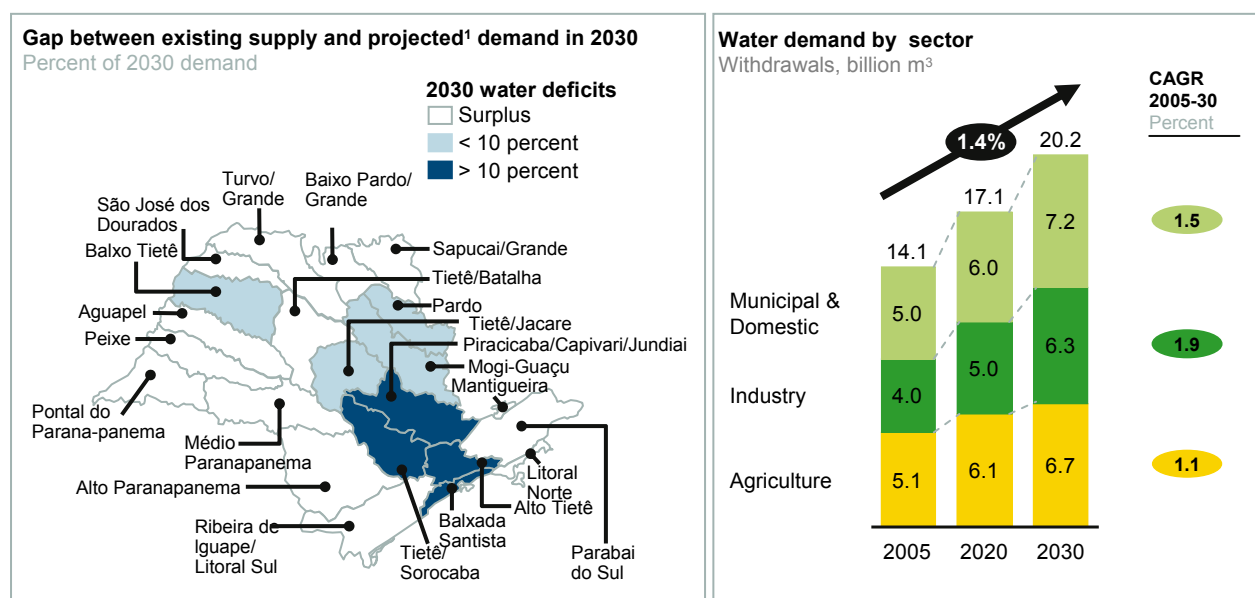 Gap between existing supply and projected¹ demand in 2030
Percent of 2030 demand
2030 water deficits
Surplus
< 10 percent
> 10 percent
Turvo/
Grande
Baixo Pardo/
Grande
São José dos
Dourados
Balxo Tietê
Sapucai/Grande
Tietê/Batalha
Aguapel
Pardo
Peixe
Tietê/Jacare
Piracicaba/Capivari/Jundiai
Mogi-Guaçu
Mantigueira
Pontal do
Parana-panema
Médio
Paranapanema
Alto Paranapanema
Litoral
Norte
Alto Tietê
Balxada
Santista
Ribeira de
Iguape/
Litoral Sul
Tietê/
Sorocaba
Parabai
do Sul
Water demand by sector
Withdrawals, billion m³
CAGR
2005-30
Percent
1.4%
14.1
17.1
20.2
Municipal &
Domestic
5.0
6.0
7.2
1.5
Industry
4.0
5.0
6.3
1.9
Agriculture
5.1
6.1
6.7
1.1
2005
2020
2030